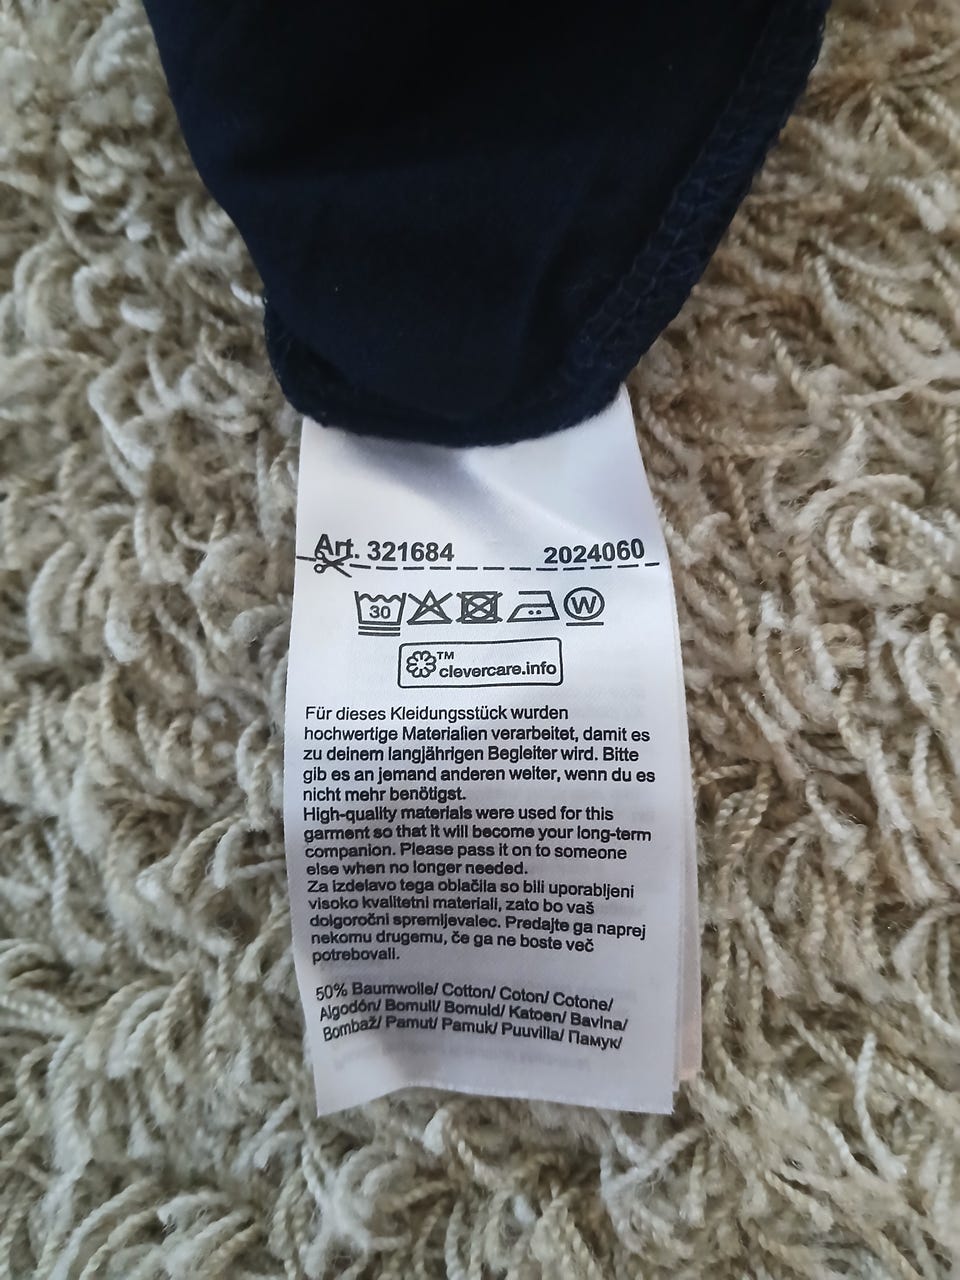 Art. 321684 2024060
30 W
™ clevercare.info
Für dieses Kleidungsstück wurden
hochwertige Materialien verarbeitet, damit es
zu deinem langjährigen Begleiter wird. Bitte
gib es an jemand anderen weiter, wenn du es
nicht mehr benötigst.
High-quality materials were used for this
garment so that it will become your long-term
companion. Please pass it on to someone
else when no longer needed.
Za izdelavo tega oblačila so bili uporabljeni
visoko kvalitetni materiali, zato bo vaš
dolgoročni spremljevalec. Predajte ga naprej
nekomu drugemu, če ga ne boste več
potrebovali.
50% Baumwolle/ Cotton/ Coton/ Cotone/
Algodón/ Bomull/ Bomuld/ Katoen/ Bavlna/
Bombaž/ Pamut/ Pamuk/ Puuvilla/ Памук/